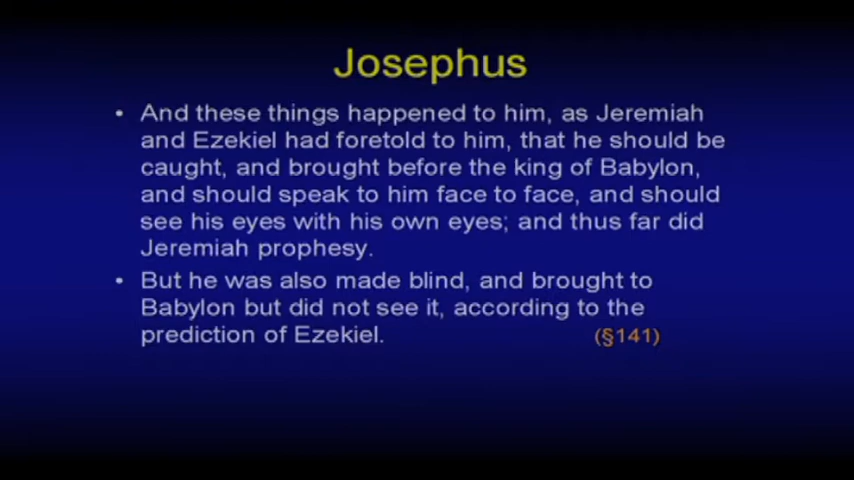 Josephus
• And these things happened to him, as Jeremiah
and Ezekiel had foretold to him, that he should be
caught, and brought before the king of Babylon,
and should speak to him face to face, and should
see his eyes with his own eyes; and thus far did
Jeremiah prophesy.
• But he was also made blind, and brought to
Babylon but did not see it, according to the
prediction of Ezekiel. (§141)